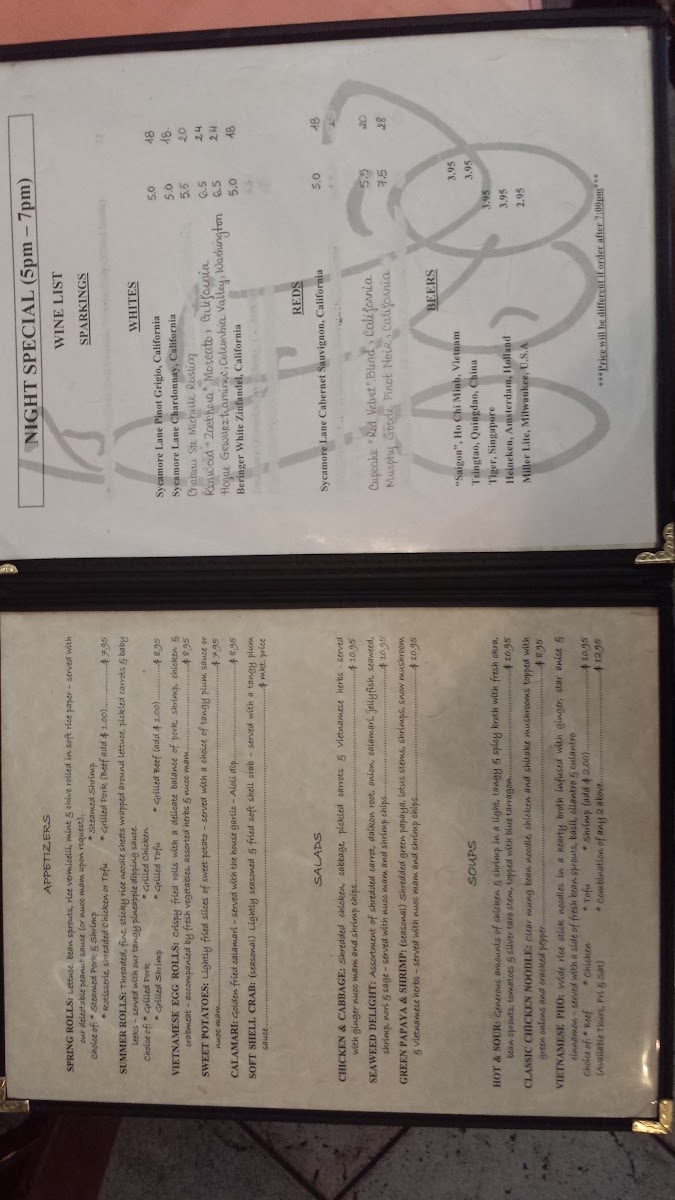 APPETIZERS
SPRING ROLLS: Lettuce, bean sprouts, rice vermicelli, mint & chive rolled in soft rice paper - served with
our delectable peanut sauce (or nuoc mam upon request).
Choice of: * Steamed Pork & Shrimp * Steamed Shrimp
* Rotisserie shredded Chicken or Tofu * Grilled Pork (Beef add $ 1.00)..........$ 7.95
SUMMER ROLLS: Threaded, fine, sticky rice noodle sheets wrapped around lettuce, pickled carrots & baby
leeks - served with our tangy pineapple dipping sauce.
Choice of: * Grilled Pork * Grilled Chicken
* Grilled Shrimp * Grilled Tofu * Grilled Beef (add $ 1.00)..........$ 8.95
VIETNAMESE EGG ROLLS: Crispy fried rolls with a delicate balance of pork, shrimp, chicken &
crabmeat - accompanied by fresh vegetables, assorted herbs & nuoc mam..........$ 8.95
SWEET POTATOES: Lightly fried slices of sweet potato - served with a choice of tangy plum sauce or
nuoc mam..........$ 7.95
CALAMARI: Golden fried calamari - served with the house garlic - Aioli dip..........$ 8.95
SOFT SHELL CRAB: (seasonal) Lightly seasoned & fried soft shell crab - served with a tangy plum
sauce..........$ mkt. price
SALADS
CHICKEN & CABBAGE: Shredded chicken, cabbage, pickled carrots & Vietnamese herbs - served
with ginger nuoc mam and shrimp chips..........$ 10.95
SEAWEED DELIGHT: Assortment of shredded carrot, daikon root, onion, calamari, jellyfish, seaweed,
shrimp, nori & sage - served with nuoc mam and shrimp chips..........$ 10.95
GREEN PAPAYA & SHRIMP: (seasonal) Shredded green papaya, lotus stems, shrimps, snow mushroom
& Vietnamese herbs - served with nuoc mam and shrimp chips..........$ 10.95
SOUPS
HOT & SOUR: Generous amounts of chicken & shrimp in a light, tangy & spicy broth with fresh okra,
bean sprouts, tomatoes & silver taro stem, topped with blue tarragon..........$ 10.95
CLASSIC CHICKEN NOODLE: Clear mung bean noodle, chicken and shitake mushrooms topped with
green onions and cracked pepper..........$ 8.95
VIETNAMESE PHO: Wide rice stick noodles in a hearty broth infused with ginger, star anise &
cinnamon - served with a side of fresh bean sprouts, basil, cilantro & culantro
Choice of: * Beef * Chicken * Tofu * Shrimp (add $ 2.00)..........$ 10.95
(Available Thurs, Fri & Sat) * Combination of any 2 above..........$ 12.95
NIGHT SPECIAL (5pm – 7pm)
WINE LIST
SPARKINGS
WHITES
Sycamore Lane Pinot Grigio, California 5.0 18
Sycamore Lane Chardonnay, California 5.0 18
Chateau Ste Michelle Riesling 5.5 20
Kenwood Moscato, California 6.5 24
Hogue Gewurztraminer, Columbia Valley, Washington 6.5 24
Beringer White Zinfandel, California 5.0 18
REDS
Sycamore Lane Cabernet Sauvignon, California 5.0 18
Cupcake "Red Velvet" Blend, California 5.5 20
Murphy Goode Pinot Noir, California 7.5 28
BEERS
"Saigon", Ho Chi Minh, Vietnam 3.95
Tsingtao, Quingdao, China 3.95
Tiger, Singapore 3.95
Heineken, Amsterdam, Holland 3.95
Miller Lite, Milwaukee, U.S.A 2.95
***Price will be different if order after 7:00pm***